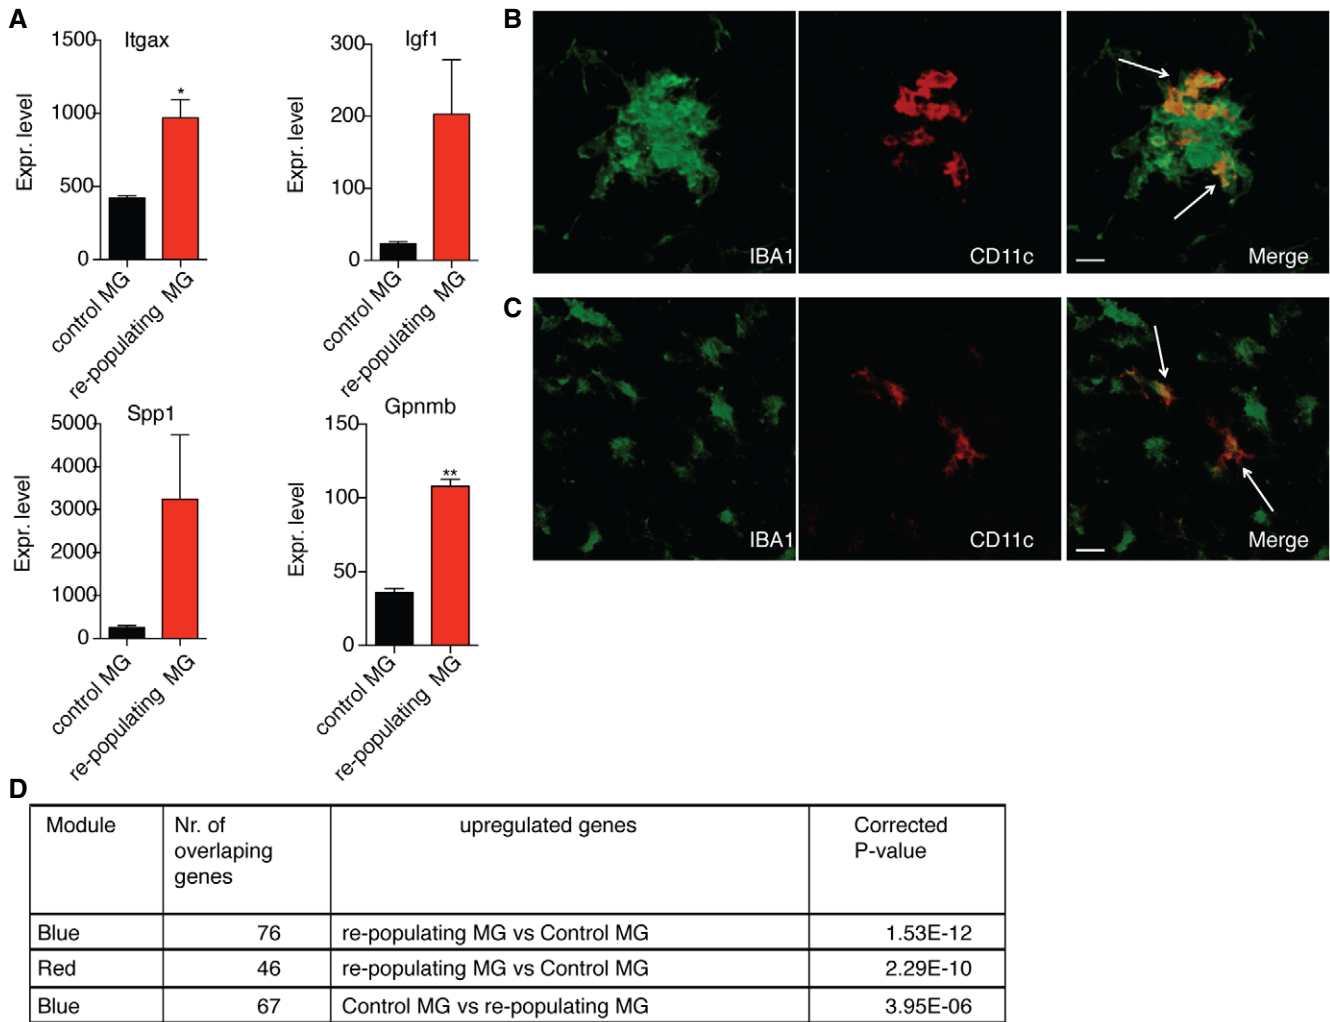 A
Itgax
1500
1000
500
0
Expr. level
*
control MG
re-populating MG
Igf1
300
200
100
0
Expr. level
control MG
re-populating MG
Spp1
5000
4000
3000
2000
1000
0
Expr. level
control MG
re-populating MG
Gpnmb
150
100
50
0
Expr. level
**
control MG
re-populating MG
B
IBA1
CD11c
Merge
C
IBA1
CD11c
Merge
D
Module
Nr. of
overlaping
genes
upregulated genes
Corrected
P-value
Blue 76 re-populating MG vs Control MG 1.53E-12
Red 46 re-populating MG vs Control MG 2.29E-10
Blue 67 Control MG vs re-populating MG 3.95E-06